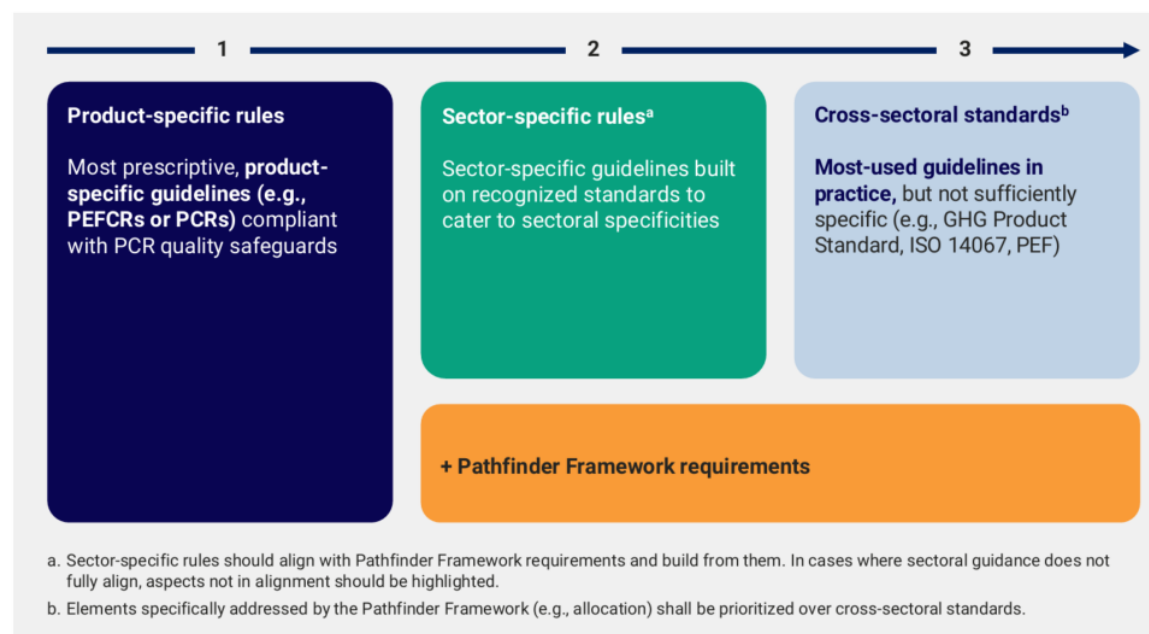 1
2
3
Product-specific rules
Most prescriptive, product-
specific guidelines (e.g.,
PEFCRs or PCRs) compliant
with PCR quality safeguards
Sector-specific rulesᵃ
Sector-specific guidelines built
on recognized standards to
cater to sectoral specificities
Cross-sectoral standardsᵇ
Most-used guidelines in
practice, but not sufficiently
specific (e.g., GHG Product
Standard, ISO 14067, PEF)
+ Pathfinder Framework requirements
a. Sector-specific rules should align with Pathfinder Framework requirements and build from them. In cases where sectoral guidance does not
fully align, aspects not in alignment should be highlighted.
b. Elements specifically addressed by the Pathfinder Framework (e.g., allocation) shall be prioritized over cross-sectoral standards.